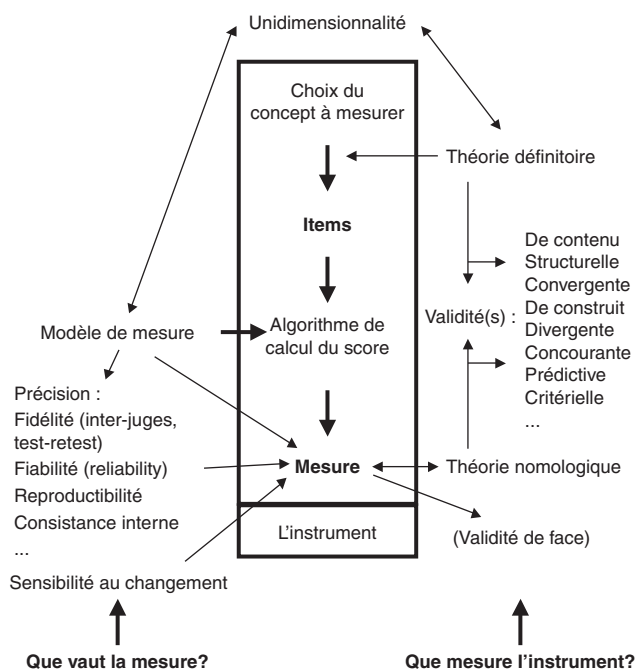 Unidimensionnalité
Choix du
concept à mesurer
Théorie définitoire
Items
De contenu
Structurelle
Convergente
De construit
Divergente
Concourante
Prédictive
Critérielle
...
Validité(s) :
Modèle de mesure
Algorithme de
calcul du score
Précision :
Fidélité (inter-juges,
test-retest)
Fiabilité (reliability)
Reproductibilité
Consistance interne
...
Mesure
Théorie nomologique
L'instrument
(Validité de face)
Sensibilité au changement
Que vaut la mesure?
Que mesure l'instrument?